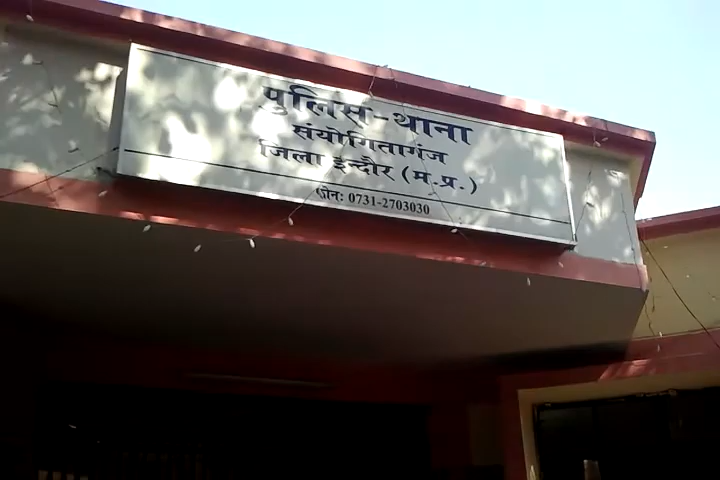 पुलिस-थाना
संयोगितागंज
जिला इन्दौर (म.प्र.)
फोन: 0731-2703030